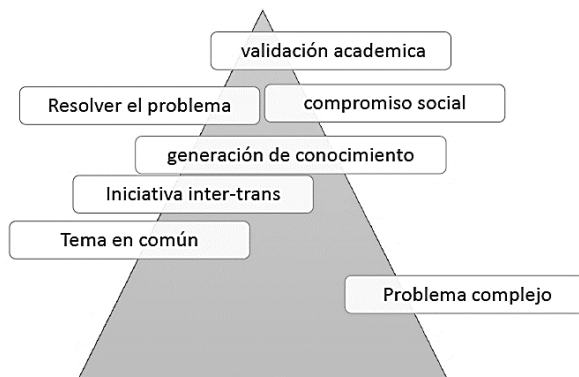 validación academica
Resolver el problema
compromiso social
generación de conocimiento
Iniciativa inter-trans
Tema en común
Problema complejo